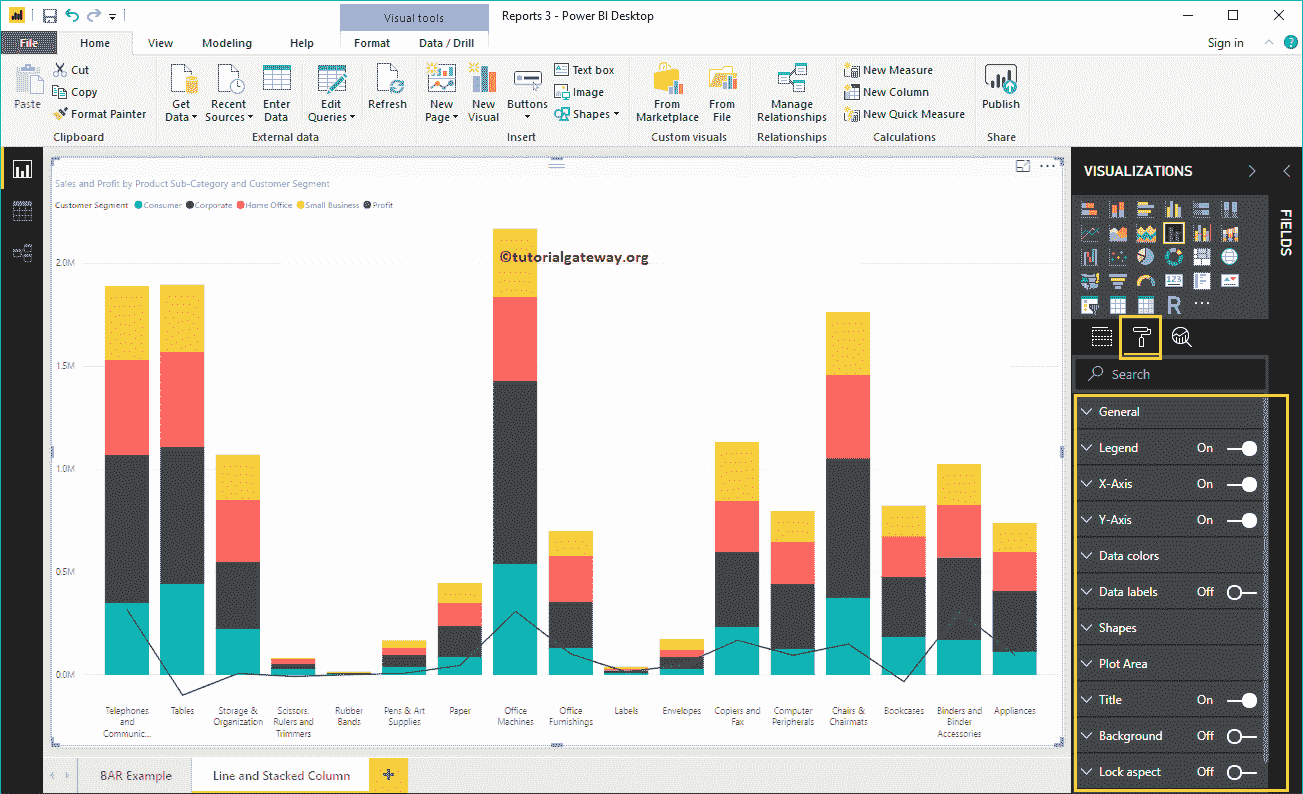 Visual tools
Reports 3 - Power BI Desktop
File Home View Modeling Help Format Data / Drill Sign in
Paste
Cut
Copy
Format Painter
Clipboard
Get Data
Recent Sources
Enter Data
Edit Queries
External data
Refresh
New Page
New Visual
Buttons
Text box
Image
Shapes
Insert
From Marketplace
From File
Custom visuals
Manage Relationships
Relationships
New Measure
New Column
New Quick Measure
Calculations
Publish
Share
Sales and Profit by Product Sub-Category and Customer Segment
Customer Segment Consumer Corporate Home Office Small Business Profit
©tutorialgateway.org
2.0M
1.5M
1.0M
0.5M
0.0M
Telephones and Communic...
Tables
Storage & Organization
Scissors, Rulers and Trimmers
Rubber Bands
Pens & Art Supplies
Paper
Office Machines
Office Furnishings
Labels
Envelopes
Copiers and Fax
Computer Peripherals
Chairs & Chairmats
Bookcases
Binders and Binder Accessories
Appliances
BAR Example
Line and Stacked Column
VISUALIZATIONS
FIELDS
123
R
Search
General
Legend On
X-Axis On
Y-Axis On
Data colors
Data labels Off
Shapes
Plot Area
Title On
Background Off
Lock aspect Off